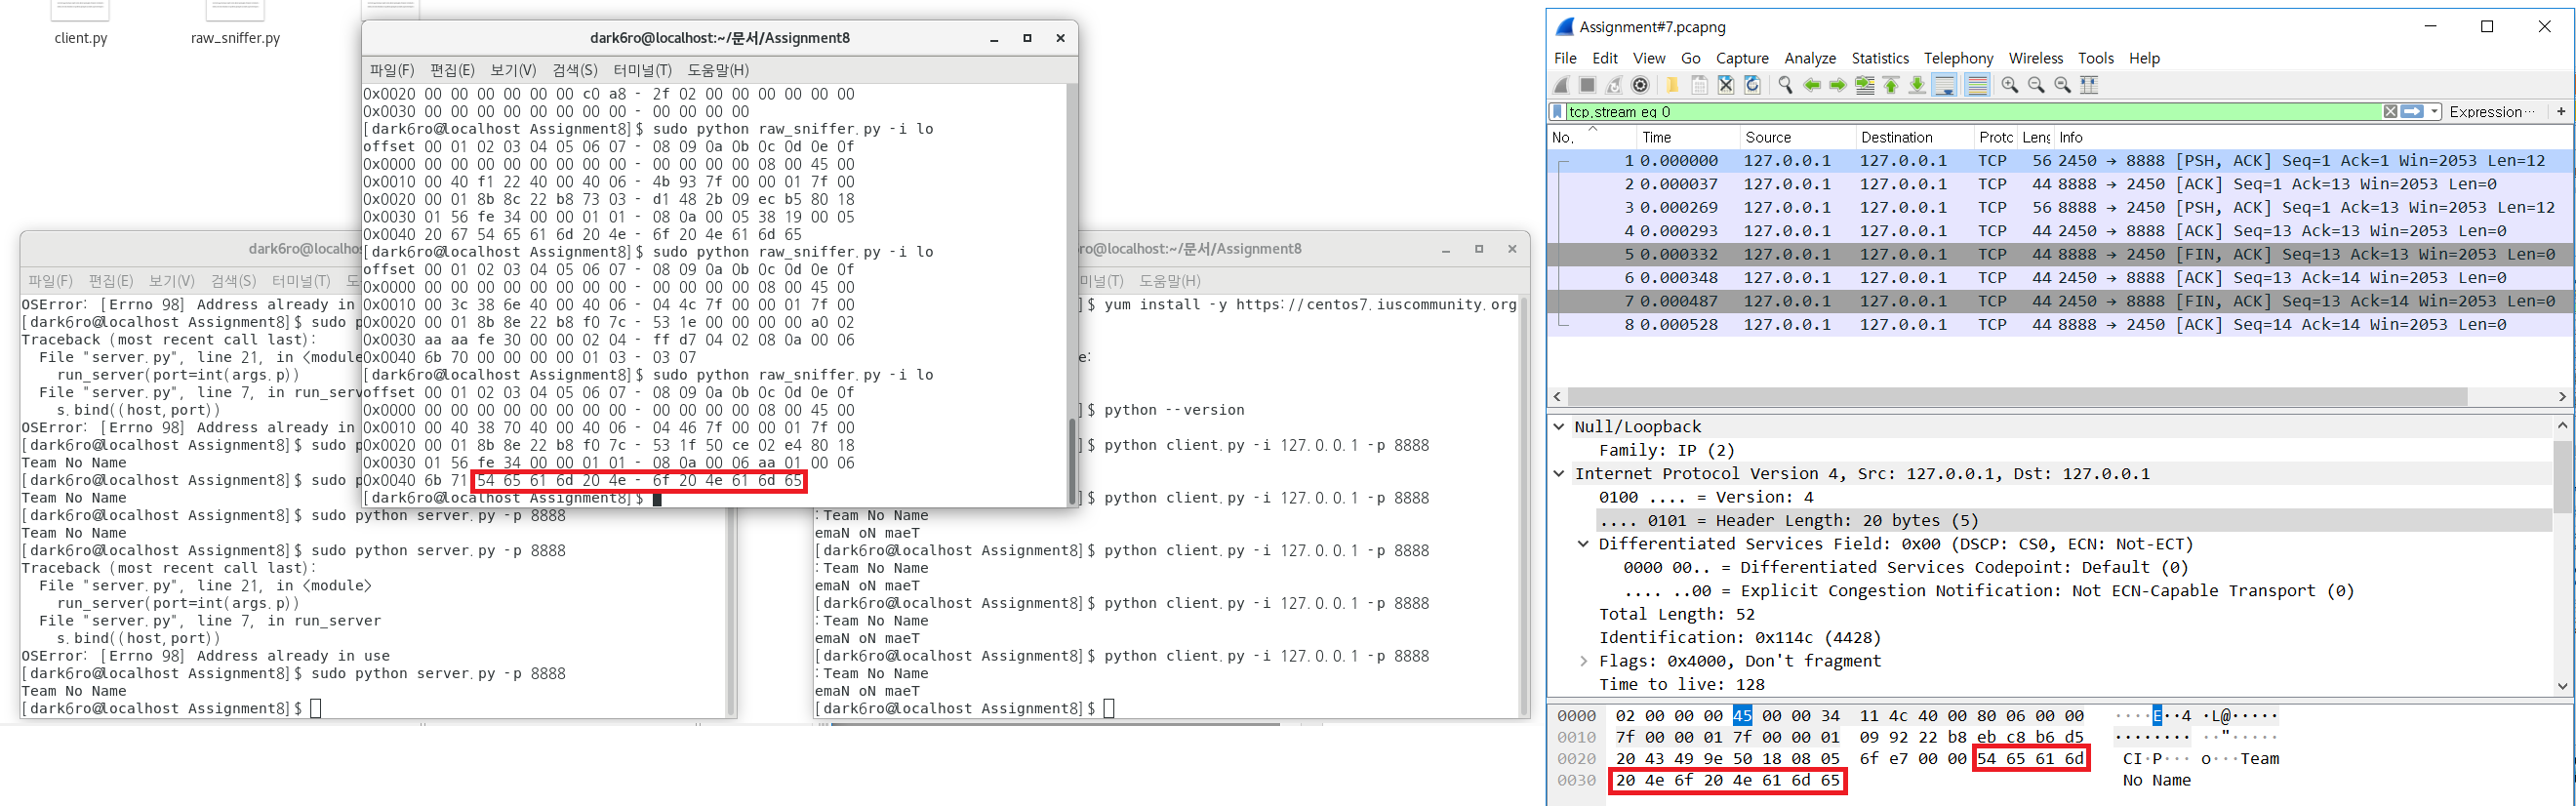 client.py
raw_sniffer.py
dark6ro@localhost:~/문서/Assignment8
파일(F) 편집(E) 보기(V) 검색(S) 터미널(T) 도움말(H)
0x0020 00 00 00 00 00 00 c0 a8 - 2f 02 00 00 00 00 00 00
0x0030 00 00 00 00 00 00 00 00 - 00 00 00 00
[dark6ro@localhost Assignment8]$ sudo python raw_sniffer.py -i lo
offset 00 01 02 03 04 05 06 07 - 08 09 0a 0b 0c 0d 0e 0f
0x0000 00 00 00 00 00 00 00 00 - 00 00 00 00 08 00 45 00
0x0010 00 40 f1 22 40 00 40 06 - 4b 93 7f 00 00 01 7f 00
0x0020 00 01 8b 8c 22 b8 73 03 - d1 48 2b 09 ec b5 80 18
0x0030 01 56 fe 34 00 00 01 01 - 08 0a 00 05 38 19 00 05
0x0040 20 67 54 65 61 6d 20 4e - 6f 20 4e 61 6d 65
[dark6ro@localhost Assignment8]$ sudo python raw_sniffer.py -i lo
offset 00 01 02 03 04 05 06 07 - 08 09 0a 0b 0c 0d 0e 0f
0x0000 00 00 00 00 00 00 00 00 - 00 00 00 00 08 00 45 00
0x0010 00 3c 38 6e 40 00 40 06 - 04 4c 7f 00 00 01 7f 00
0x0020 00 01 8b 8e 22 b8 f0 7c - 53 1e 00 00 00 00 a0 02
0x0030 aa aa fe 30 00 00 02 04 - ff d7 04 02 08 0a 00 06
0x0040 6b 70 00 00 00 00 01 03 - 03 07
[dark6ro@localhost Assignment8]$ sudo python raw_sniffer.py -i lo
offset 00 01 02 03 04 05 06 07 - 08 09 0a 0b 0c 0d 0e 0f
0x0000 00 00 00 00 00 00 00 00 - 00 00 00 00 08 00 45 00
0x0010 00 40 38 70 40 00 40 06 - 04 46 7f 00 00 01 7f 00
0x0020 00 01 8b 8e 22 b8 f0 7c - 53 1f 50 ce 02 e4 80 18
0x0030 01 56 fe 34 00 00 01 01 - 08 0a 00 06 aa 01 00 06
0x0040 6b 71 54 65 61 6d 20 4e - 6f 20 4e 61 6d 65
[dark6ro@localhost Assignment8]$
dark6ro@localhos
파일(F) 편집(E) 보기(V) 검색(S) 터미널(T) 도
OSError: [Errno 98] Address already in
[dark6ro@localhost Assignment8]$ sudo p
Traceback (most recent call last):
File "server.py", line 21, in <module
run_server(port=int(args.p))
File "server.py", line 7, in run_serv
s.bind((host,port))
OSError: [Errno 98] Address already in
[dark6ro@localhost Assignment8]$ sudo p
Team No Name
[dark6ro@localhost Assignment8]$ sudo p
Team No Name
[dark6ro@localhost Assignment8]$ sudo python server.py -p 8888
Team No Name
[dark6ro@localhost Assignment8]$ sudo python server.py -p 8888
Traceback (most recent call last):
File "server.py", line 21, in <module>
run_server(port=int(args.p))
File "server.py", line 7, in run_server
s.bind((host,port))
OSError: [Errno 98] Address already in use
[dark6ro@localhost Assignment8]$ sudo python server.py -p 8888
Team No Name
[dark6ro@localhost Assignment8]$
ro@localhost:~/문서/Assignment8
미널(T) 도움말(H)
]$ yum install -y https://centos7.iuscommunity.org
e:
]$ python --version
]$ python client.py -i 127.0.0.1 -p 8888
]$ python client.py -i 127.0.0.1 -p 8888
:Team No Name
emaN oN maeT
[dark6ro@localhost Assignment8]$ python client.py -i 127.0.0.1 -p 8888
:Team No Name
emaN oN maeT
[dark6ro@localhost Assignment8]$ python client.py -i 127.0.0.1 -p 8888
:Team No Name
emaN oN maeT
[dark6ro@localhost Assignment8]$ python client.py -i 127.0.0.1 -p 8888
:Team No Name
emaN oN maeT
[dark6ro@localhost Assignment8]$
Assignment#7.pcapng
File Edit View Go Capture Analyze Statistics Telephony Wireless Tools Help
tcp.stream eq 0 Expression… +
No. Time Source Destination Protc Leng Info
1 0.000000 127.0.0.1 127.0.0.1 TCP 56 2450 → 8888 [PSH, ACK] Seq=1 Ack=1 Win=2053 Len=12
2 0.000037 127.0.0.1 127.0.0.1 TCP 44 8888 → 2450 [ACK] Seq=1 Ack=13 Win=2053 Len=0
3 0.000269 127.0.0.1 127.0.0.1 TCP 56 8888 → 2450 [PSH, ACK] Seq=1 Ack=13 Win=2053 Len=12
4 0.000293 127.0.0.1 127.0.0.1 TCP 44 2450 → 8888 [ACK] Seq=13 Ack=13 Win=2053 Len=0
5 0.000332 127.0.0.1 127.0.0.1 TCP 44 8888 → 2450 [FIN, ACK] Seq=13 Ack=13 Win=2053 Len=0
6 0.000348 127.0.0.1 127.0.0.1 TCP 44 2450 → 8888 [ACK] Seq=13 Ack=14 Win=2053 Len=0
7 0.000487 127.0.0.1 127.0.0.1 TCP 44 2450 → 8888 [FIN, ACK] Seq=13 Ack=14 Win=2053 Len=0
8 0.000528 127.0.0.1 127.0.0.1 TCP 44 8888 → 2450 [ACK] Seq=14 Ack=14 Win=2053 Len=0
Null/Loopback
Family: IP (2)
Internet Protocol Version 4, Src: 127.0.0.1, Dst: 127.0.0.1
0100 .... = Version: 4
.... 0101 = Header Length: 20 bytes (5)
Differentiated Services Field: 0x00 (DSCP: CS0, ECN: Not-ECT)
0000 00.. = Differentiated Services Codepoint: Default (0)
.... ..00 = Explicit Congestion Notification: Not ECN-Capable Transport (0)
Total Length: 52
Identification: 0x114c (4428)
Flags: 0x4000, Don't fragment
Time to live: 128
0000 02 00 00 00 45 00 00 34 11 4c 40 00 80 06 00 00 ····E··4 ·L@·····
0010 7f 00 00 01 7f 00 00 01 09 92 22 b8 eb c8 b6 d5 ········ ··"·····
0020 20 43 49 9e 50 18 08 05 6f e7 00 00 54 65 61 6d CI·P··· o···Team
0030 20 4e 6f 20 4e 61 6d 65 No Name